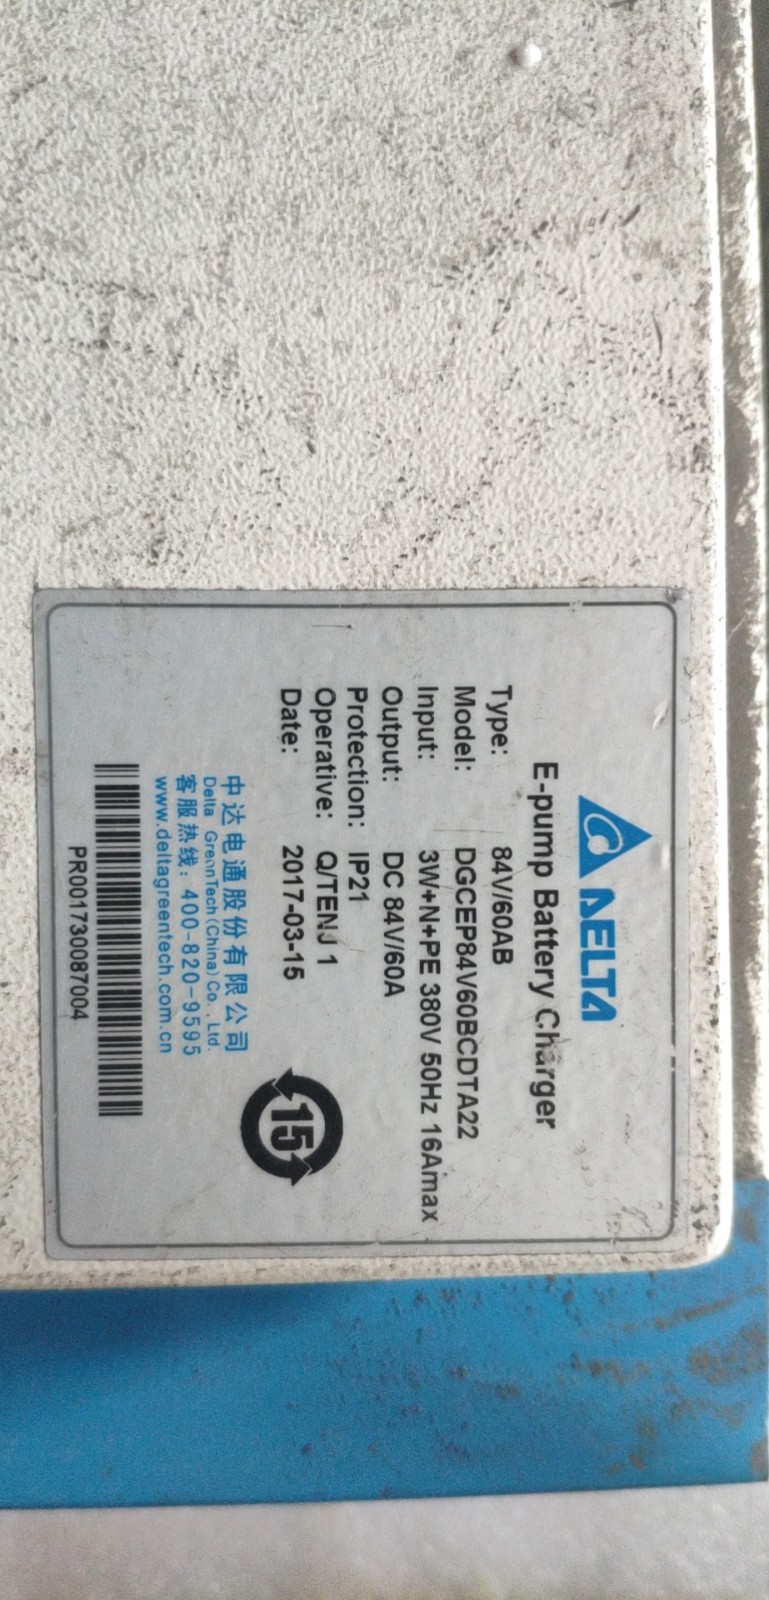 DELTA
E-pump Battery Charger
Type: 84V/60AB
Model: DGCEP84V60BCDTA22
Input: 3W+N+PE 380V 50Hz 16Amax
Output: DC 84V/60A
Protection: IP21
Operative: Q/TENJ 1
Date: 2017-03-15
15
中达电通股份有限公司
Delta GreenTech(China)Co.,Ltd.
客服热线：400-820-9595
www.deltagreentech.com.cn
PR001730087004